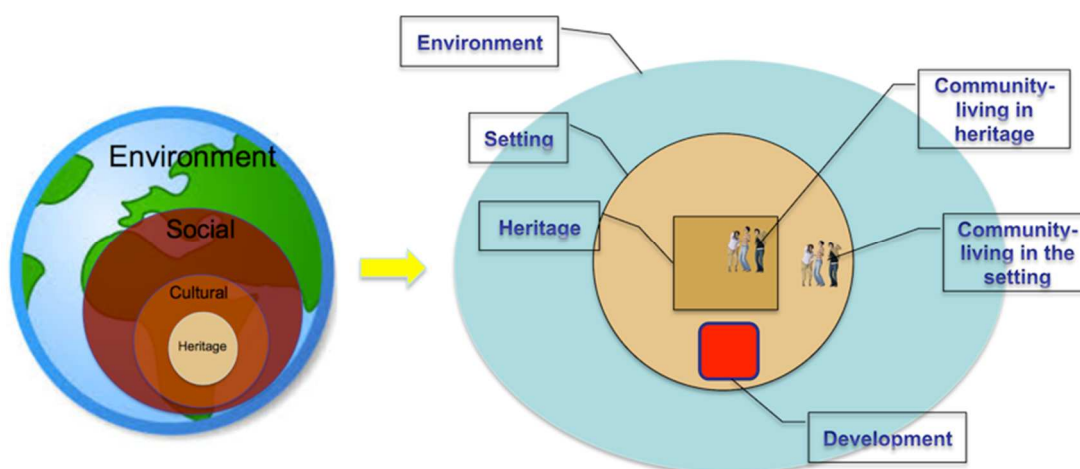 Environment
Social
Cultural
Heritage
Environment
Setting
Heritage
Community-
living in
heritage
Community-
living in the
setting
Development